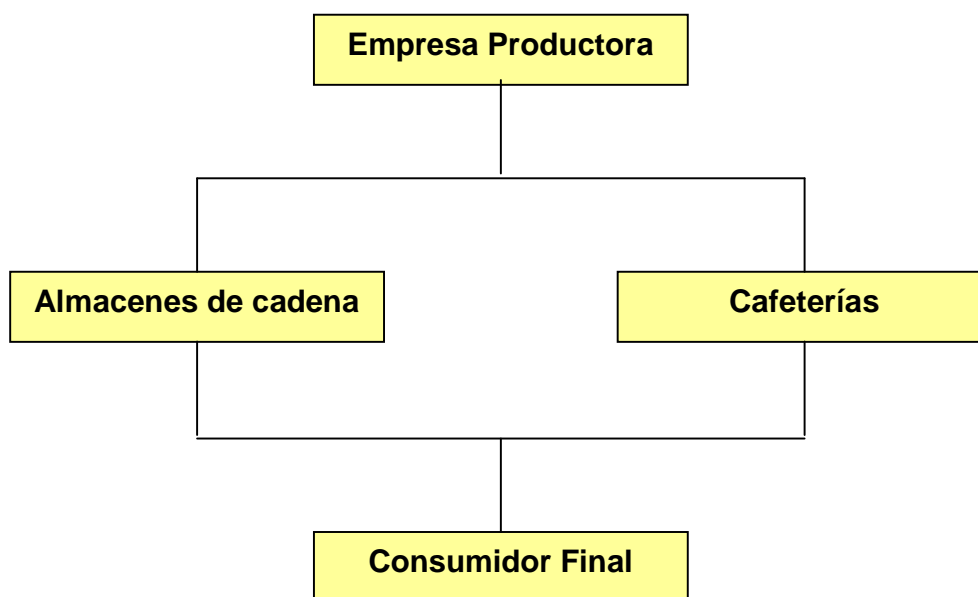 Empresa Productora
Almacenes de cadena
Cafeterías
Consumidor Final